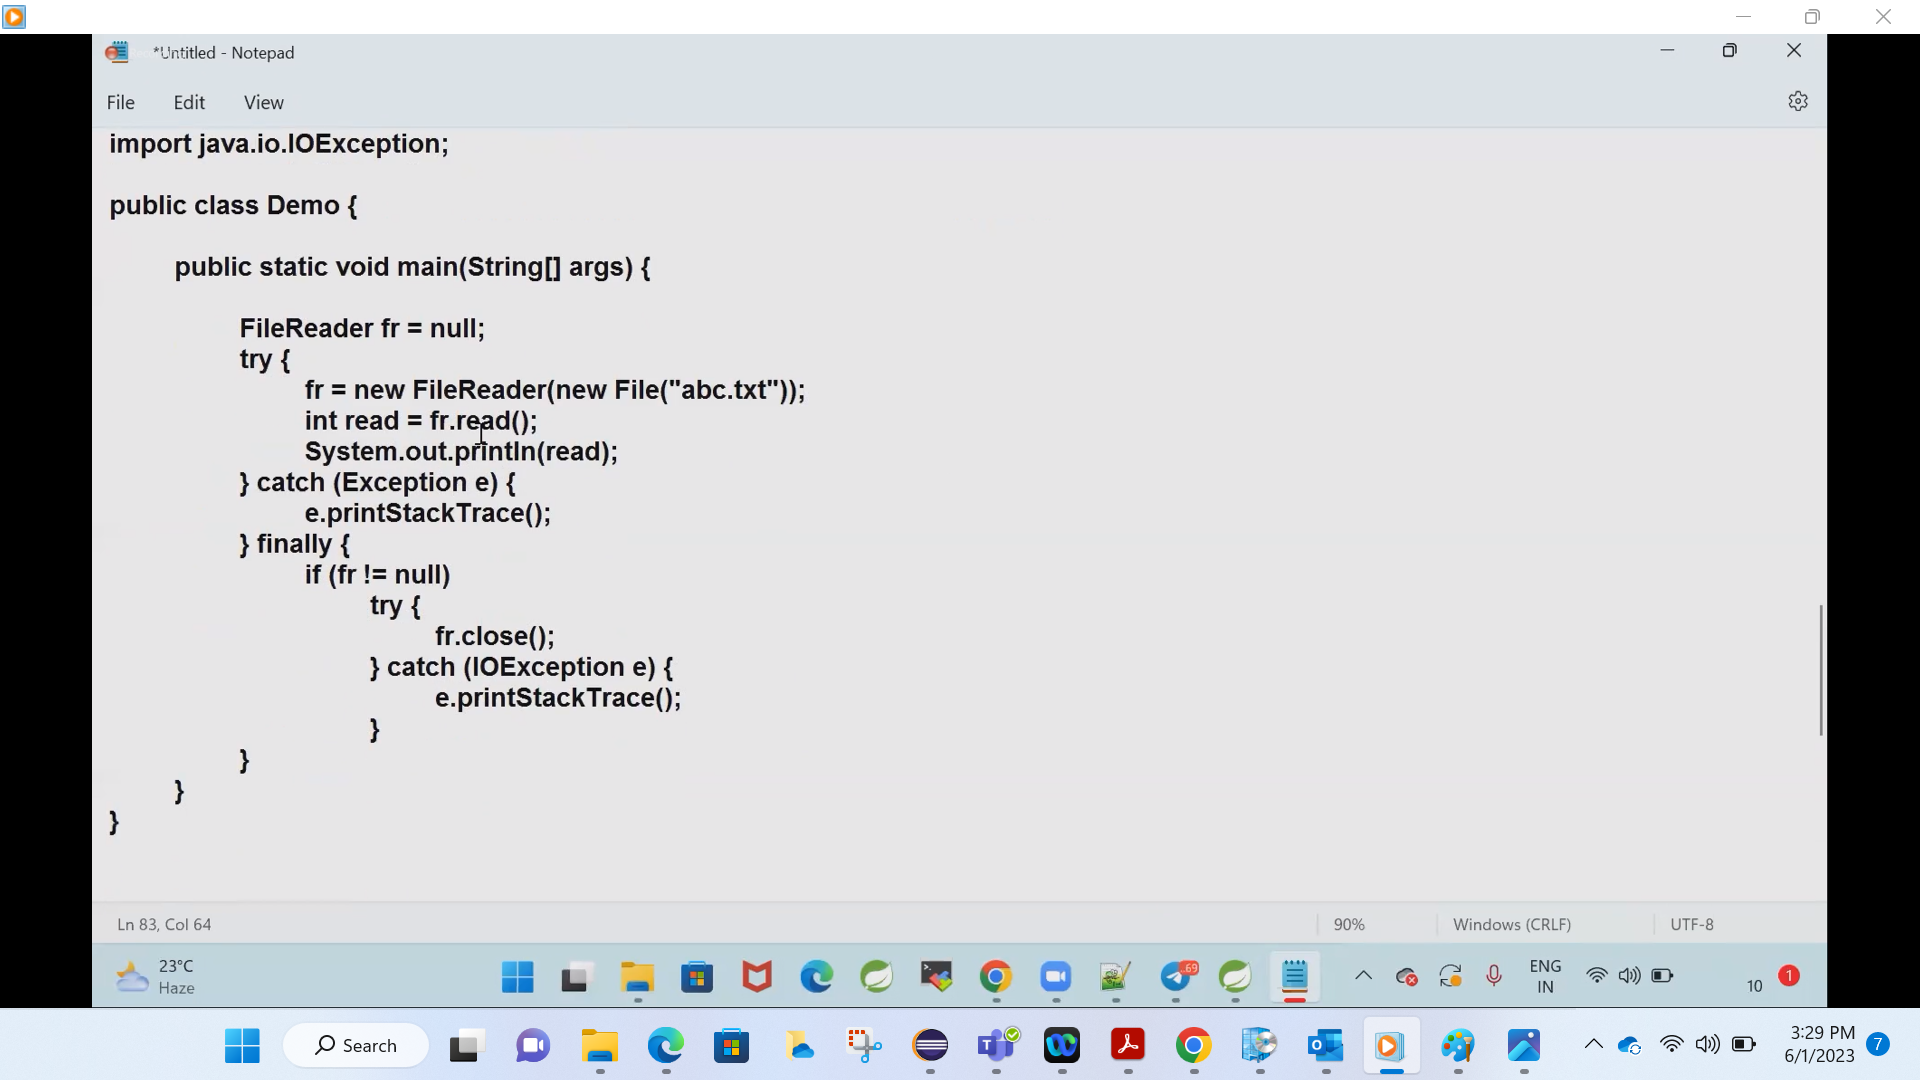 *Untitled - Notepad
File Edit View
import java.io.IOException;
public class Demo {
public static void main(String[] args) {
FileReader fr = null;
try {
fr = new FileReader(new File("abc.txt"));
int read = fr.read();
System.out.println(read);
} catch (Exception e) {
e.printStackTrace();
} finally {
if (fr != null)
try {
fr.close();
} catch (IOException e) {
e.printStackTrace();
}
}
}
}
Ln 83, Col 64 90% Windows (CRLF) UTF-8
23°C
Haze
.69
ENG
IN
10 1
Search
3:29 PM
6/1/2023
7